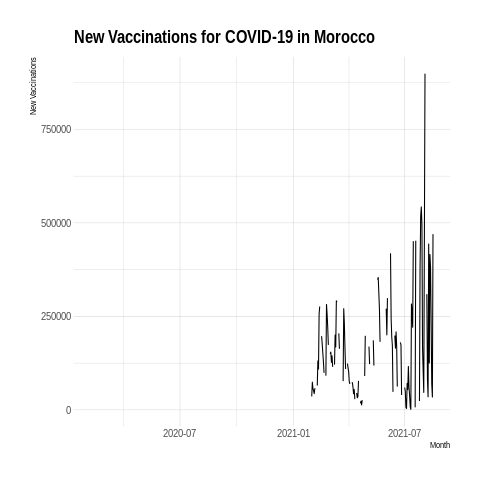 New Vaccinations for COVID-19 in Morocco
New Vaccinations
750000
500000
250000
0
2020-07
2021-01
2021-07
Month